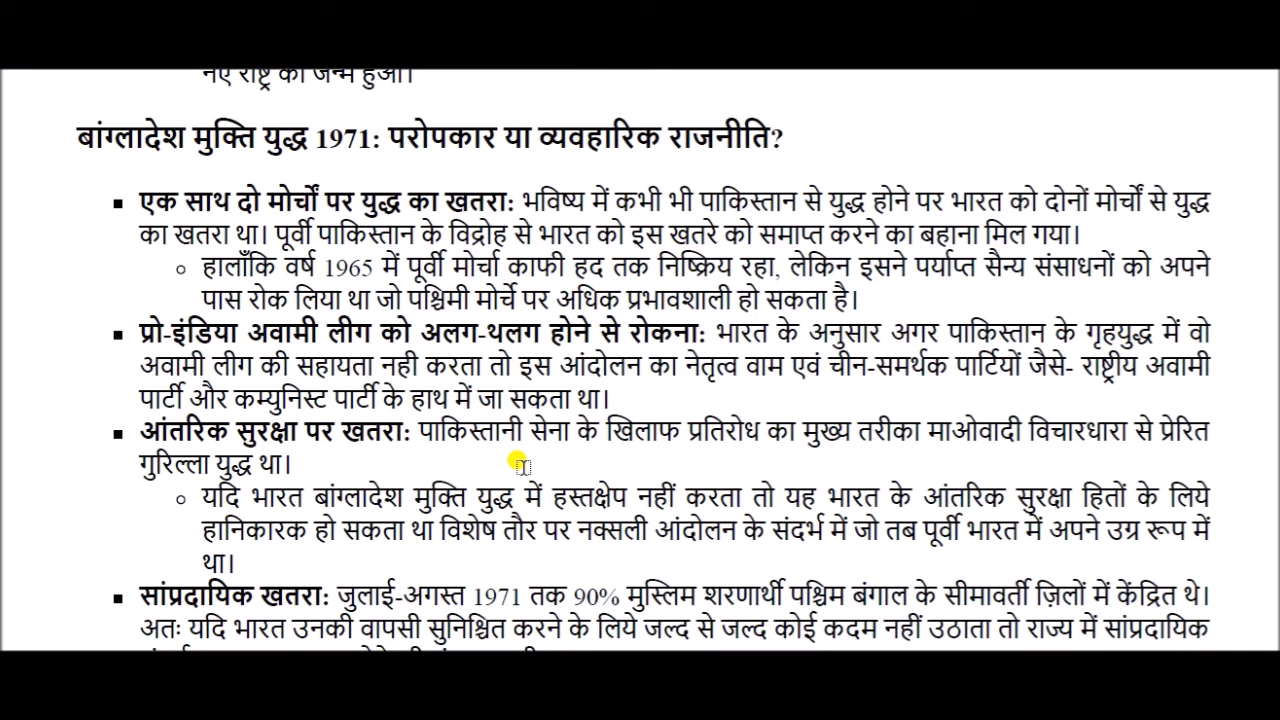 नए राष्ट्र का जन्म हुआ।
बांग्लादेश मुक्ति युद्ध 1971: परोपकार या व्यवहारिक राजनीति?
▪ एक साथ दो मोर्चों पर युद्ध का खतरा: भविष्य में कभी भी पाकिस्तान से युद्ध होने पर भारत को दोनों मोर्चों से युद्ध
का खतरा था। पूर्वी पाकिस्तान के विद्रोह से भारत को इस खतरे को समाप्त करने का बहाना मिल गया।
○ हालाँकि वर्ष 1965 में पूर्वी मोर्चा काफी हद तक निष्क्रिय रहा, लेकिन इसने पर्याप्त सैन्य संसाधनों को अपने
पास रोक लिया था जो पश्चिमी मोर्चे पर अधिक प्रभावशाली हो सकता है।
▪ प्रो-इंडिया अवामी लीग को अलग-थलग होने से रोकना: भारत के अनुसार अगर पाकिस्तान के गृहयुद्ध में वो
अवामी लीग की सहायता नही करता तो इस आंदोलन का नेतृत्व वाम एवं चीन-समर्थक पार्टियों जैसे- राष्ट्रीय अवामी
पार्टी और कम्युनिस्ट पार्टी के हाथ में जा सकता था।
▪ आंतरिक सुरक्षा पर खतरा: पाकिस्तानी सेना के खिलाफ प्रतिरोध का मुख्य तरीका माओवादी विचारधारा से प्रेरित
गुरिल्ला युद्ध था।
○ यदि भारत बांग्लादेश मुक्ति युद्ध में हस्तक्षेप नहीं करता तो यह भारत के आंतरिक सुरक्षा हितों के लिये
हानिकारक हो सकता था विशेष तौर पर नक्सली आंदोलन के संदर्भ में जो तब पूर्वी भारत में अपने उग्र रूप में
था।
▪ सांप्रदायिक खतरा: जुलाई-अगस्त 1971 तक 90% मुस्लिम शरणार्थी पश्चिम बंगाल के सीमावर्ती ज़िलों में केंद्रित थे।
अतः यदि भारत उनकी वापसी सुनिश्चित करने के लिये जल्द से जल्द कोई कदम नहीं उठाता तो राज्य में सांप्रदायिक